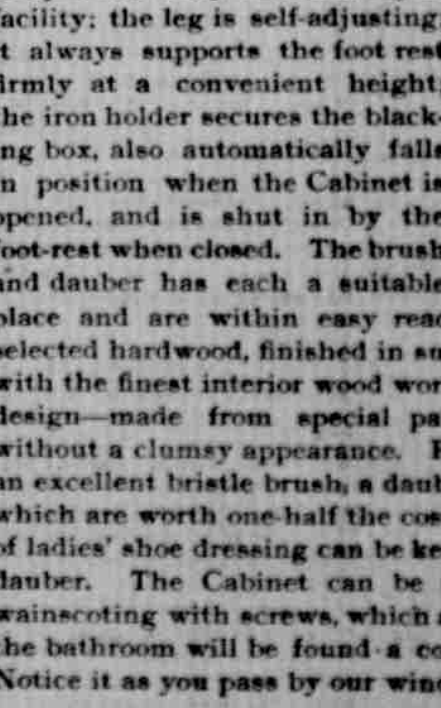 facility; the leg is self-adjusting,
t always supports the foot rest
firmly at a convenient height;
the iron holder secures the black-
ng box, also automatically falls
n position when the Cabinet is
opened, and is shut in by the
foot-rest when closed. The brush
and dauber has each a suitable
place and are within easy reac
selected hardwood, finished in su
with the finest interior wood wor
design—made from special pa
without a clumsy appearance.
an excellent bristle brush, a daub
which are worth one-half the cos
of ladies' shoe dressing can be ke
dauber. The Cabinet can be
wainscoting with screws, which a
the bathroom will be found a co
Notice it as you pass by our wind